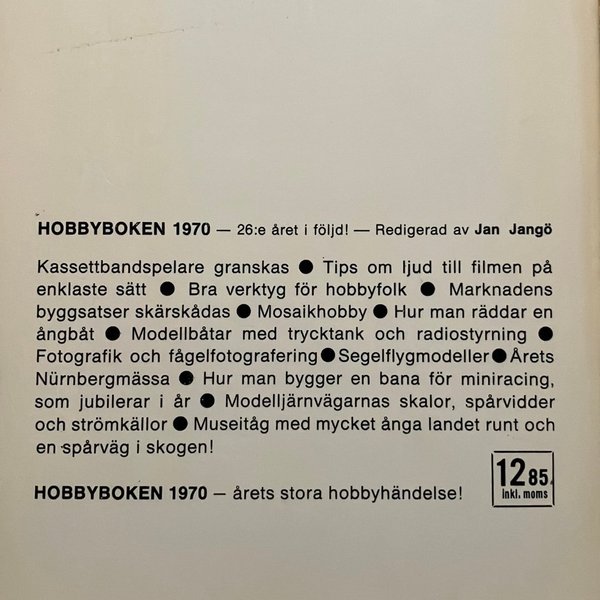 HOBBYBOKEN 1970 — 26:e året i följd! — Redigerad av Jan Jangö
Kassettbandspelare granskas ● Tips om ljud till filmen på
enklaste sätt ● Bra verktyg för hobbyfolk ● Marknadens
byggsatser skärskådas ● Mosaikhobby ● Hur man räddar en
ångbåt ● Modellbåtar med trycktank och radiostyrning ●
Fotografik och fågelfotografering ● Segelflygmodeller ● Årets
Nürnbergmässa ● Hur man bygger en bana för miniracing,
som jubilerar i år ● Modelljärnvägarnas skalor, spårvidder
och strömkällor ● Museitåg med mycket ånga landet runt och
en spårväg i skogen!
HOBBYBOKEN 1970 — årets stora hobbyhändelse!
12 85
inkl. moms